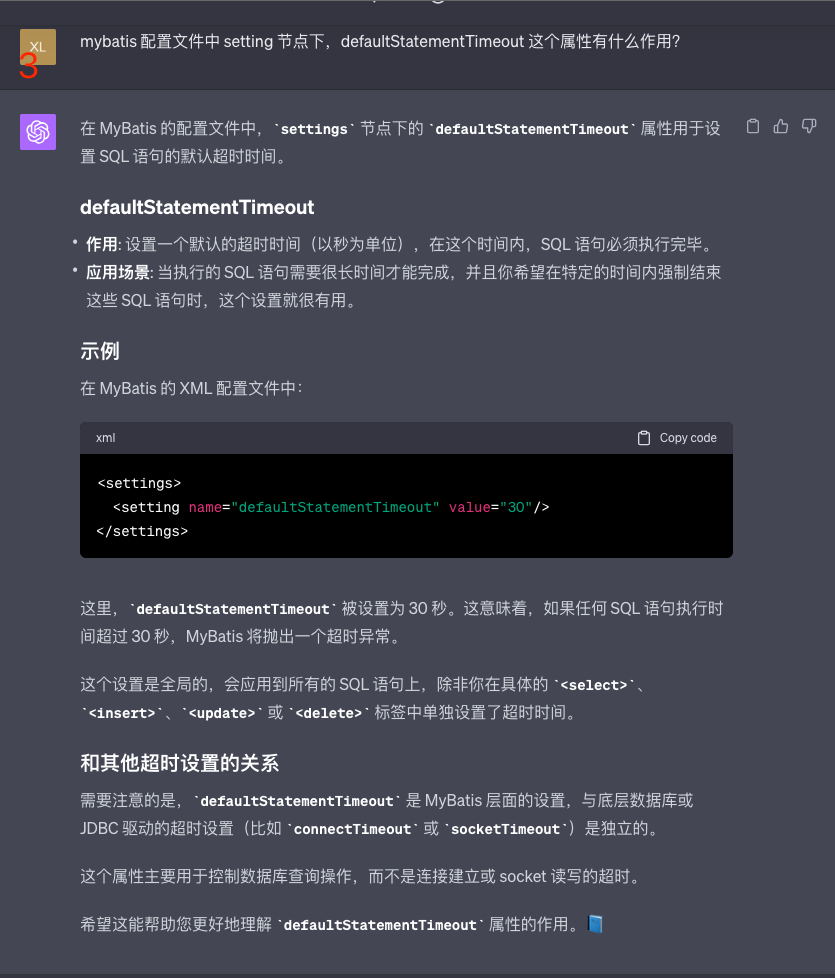 XL
3
mybatis 配置文件中 setting 节点下，defaultStatementTimeout 这个属性有什么作用？
在 MyBatis 的配置文件中，`settings` 节点下的 `defaultStatementTimeout` 属性用于设
置 SQL 语句的默认超时时间。
defaultStatementTimeout
• 作用: 设置一个默认的超时时间（以秒为单位），在这个时间内，SQL 语句必须执行完毕。
• 应用场景: 当执行的 SQL 语句需要很长时间才能完成，并且你希望在特定的时间内强制结束
这些 SQL 语句时，这个设置就很有用。
示例
在 MyBatis 的 XML 配置文件中：
xml Copy code
<settings>
  <setting name="defaultStatementTimeout" value="30"/>
</settings>
这里，`defaultStatementTimeout` 被设置为 30 秒。这意味着，如果任何 SQL 语句执行时
间超过 30 秒，MyBatis 将抛出一个超时异常。
这个设置是全局的，会应用到所有的 SQL 语句上，除非你在具体的 `<select>`、
`<insert>`、`<update>` 或 `<delete>` 标签中单独设置了超时时间。
和其他超时设置的关系
需要注意的是，`defaultStatementTimeout` 是 MyBatis 层面的设置，与底层数据库或
JDBC 驱动的超时设置（比如 `connectTimeout` 或 `socketTimeout`）是独立的。
这个属性主要用于控制数据库查询操作，而不是连接建立或 socket 读写的超时。
希望这能帮助您更好地理解 `defaultStatementTimeout` 属性的作用。📘